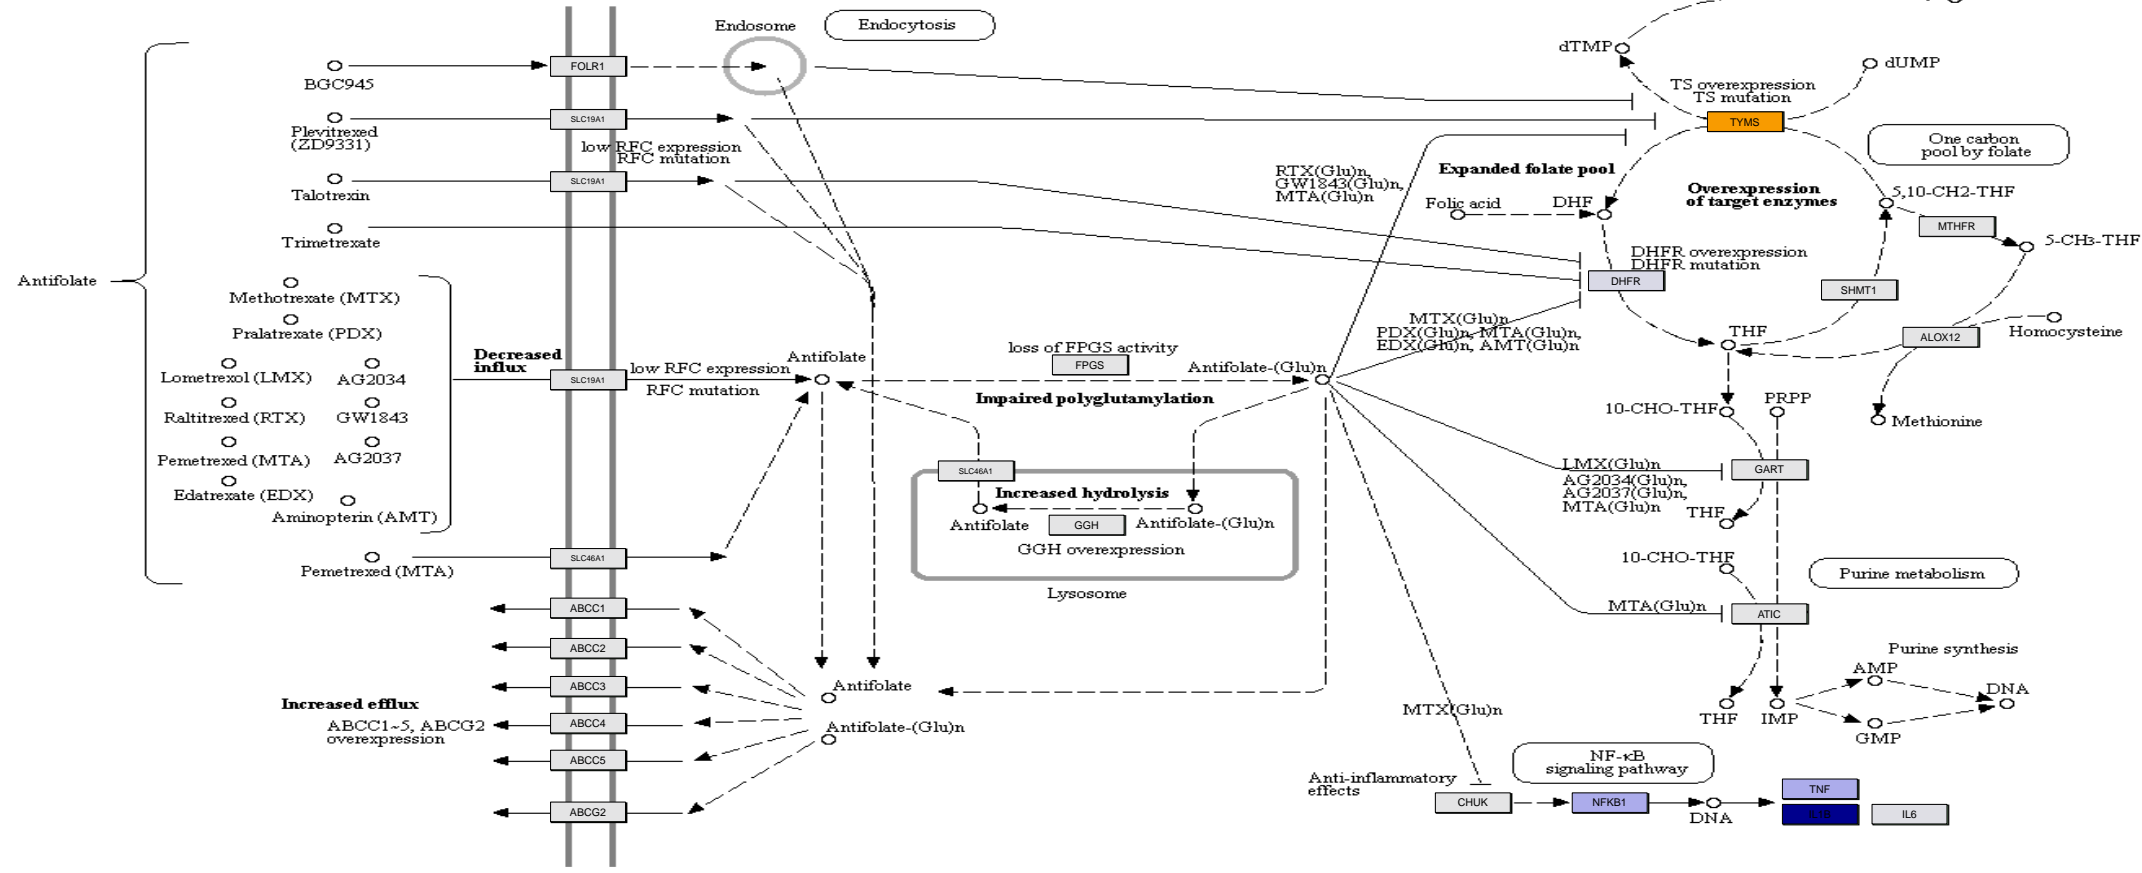 Endosome
Endocytosis
BGC945
FOLR1
Plevitrexed
(ZD9331)
SLC19A1
low RFC expression
RFC mutation
Talotrexin
SLC19A1
Trimetrexate
Antifolate
Methotrexate (MTX)
Pralatrexate (PDX)
Lometrexol (LMX)
AG2034
Raltitrexed (RTX)
GW1843
Pemetrexed (MTA)
AG2037
Edatrexate (EDX)
Aminopterin (AMT)
Decreased
influx
SLC19A1
low RFC expression
RFC mutation
Antifolate
Pemetrexed (MTA)
SLC46A1
ABCC1
ABCC2
ABCC3
ABCC4
ABCC5
ABCG2
Increased efflux
ABCC1~5, ABCG2
overexpression
Antifolate
Antifolate-(Glu)n
loss of FPGS activity
FPGS
Impaired polyglutamylation
Antifolate-(Glu)n
SLC46A1
Increased hydrolysis
Antifolate
GGH
Antifolate-(Glu)n
GGH overexpression
Lysosome
RTX(Glu)n,
GW1843(Glu)n,
MTA(Glu)n
MTX(Glu)n
PDX(Glu)n, MTA(Glu)n,
EDX(Glu)n, AMT(Glu)n
dTMP
dUMP
TS overexpression
TS mutation
TYMS
One carbon
pool by folate
Expanded folate pool
Folic acid
DHF
Overexpression
of target enzymes
5,10-CH2-THF
MTHFR
5-CH3-THF
DHFR overexpression
DHFR mutation
DHFR
SHMT1
THF
ALOX12
Homocysteine
Methionine
10-CHO-THF
PRPP
LMX(Glu)n
AG2034(Glu)n,
AG2037(Glu)n,
MTA(Glu)n
GART
THF
10-CHO-THF
Purine metabolism
MTA(Glu)n
ATIC
Purine synthesis
AMP
DNA
THF
IMP
GMP
MTX(Glu)n
NF-κB
signaling pathway
Anti-inflammatory
effects
CHUK
NFKB1
DNA
TNF
IL6